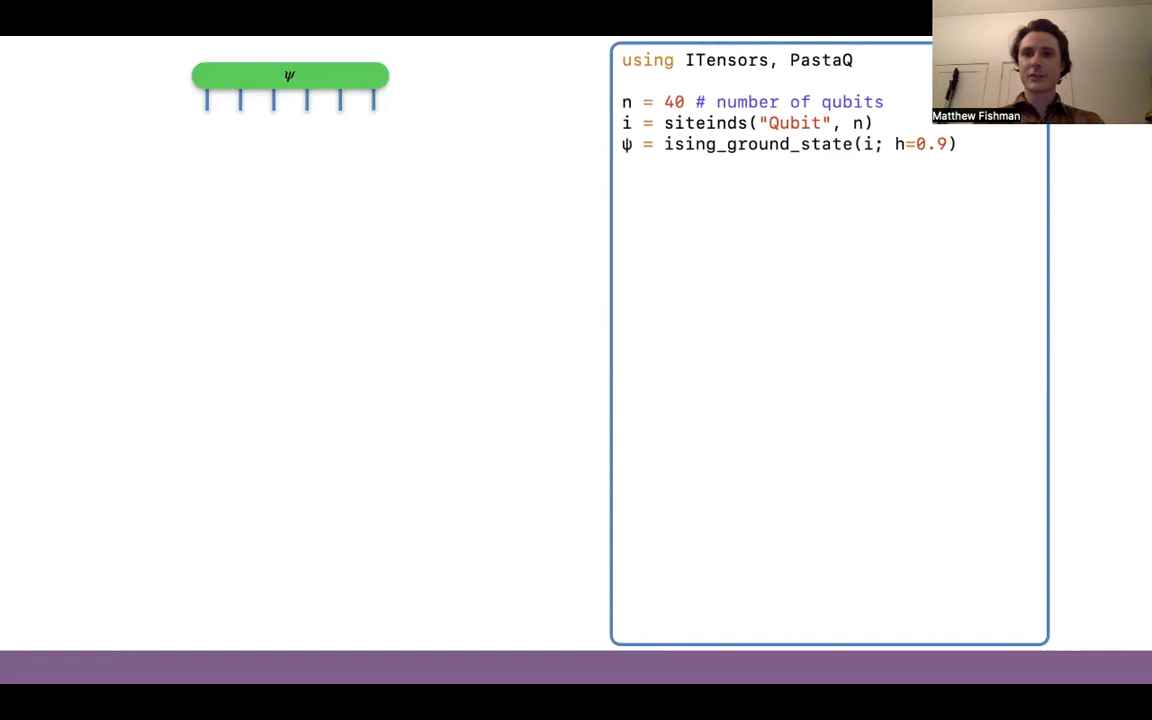 ψ
using ITensors, PastaQ
n = 40 # number of qubits
i = siteinds("Qubit", n)
ψ = ising_ground_state(i; h=0.9)
Matthew Fishman